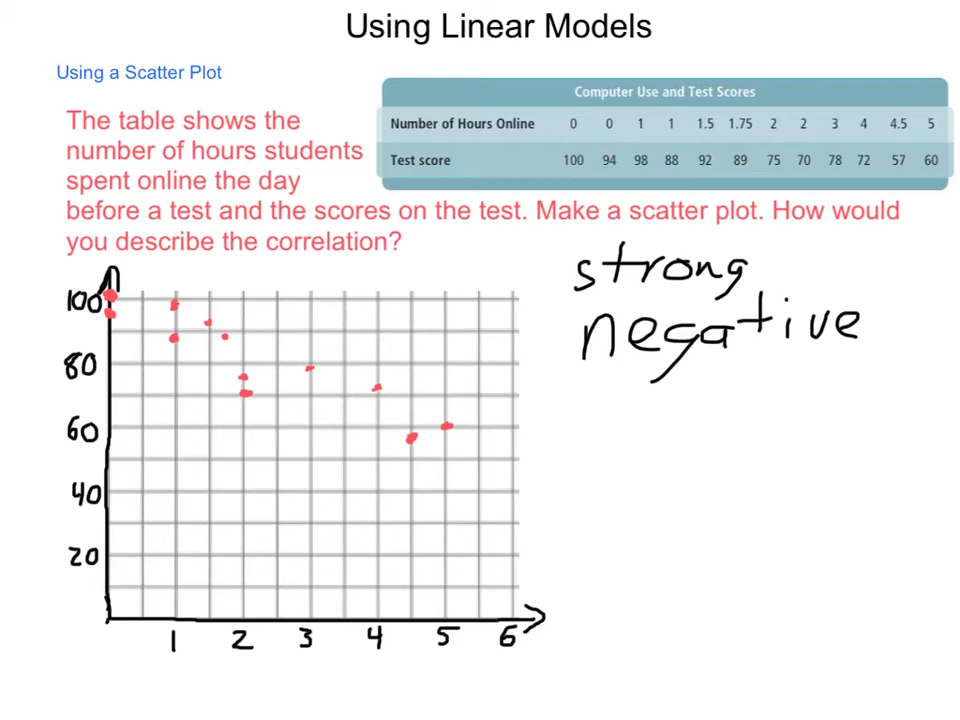 Using Linear Models
Using a Scatter Plot
Computer Use and Test Scores
Number of Hours Online 0 0 1 1 1.5 1.75 2 2 3 4 4.5 5
Test score 100 94 98 88 92 89 75 70 78 72 57 60
The table shows the
number of hours students
spent online the day
before a test and the scores on the test. Make a scatter plot. How would
you describe the correlation?
strong
negative
100
80
60
40
20
1 2 3 4 5 6